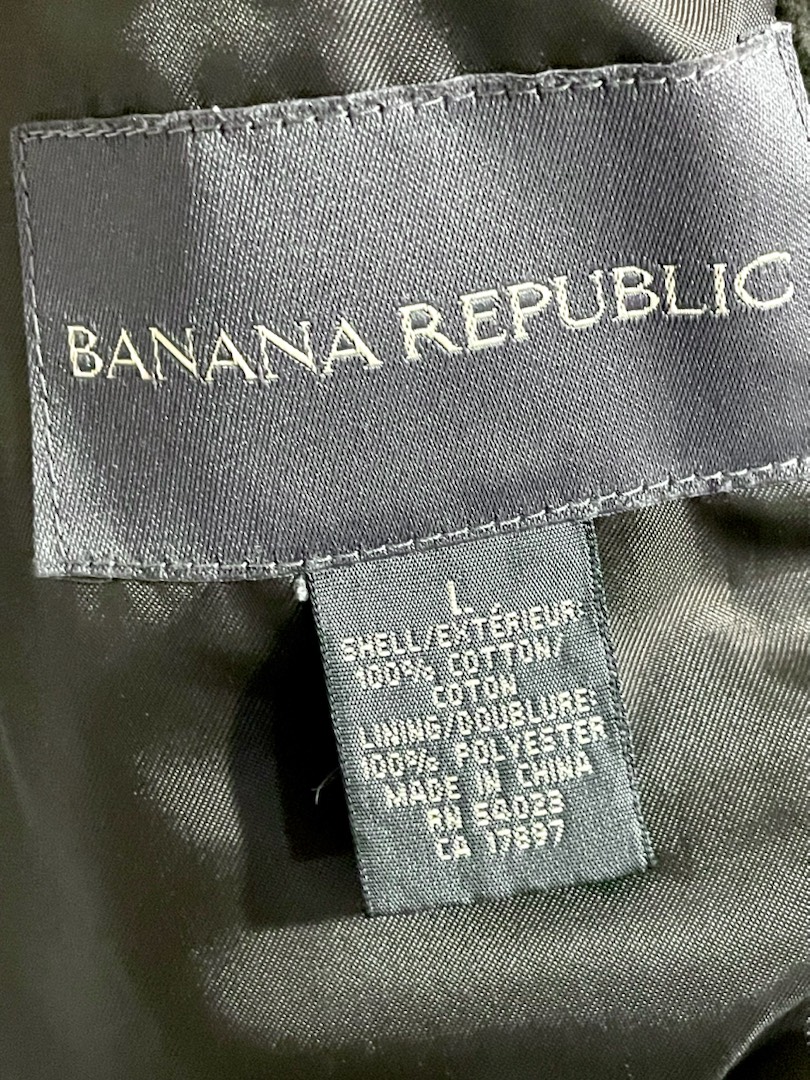 BANANA REPUBLIC
L
SHELL/EXTÉRIEUR:
100% COTTON/
COTON
LINING/DOUBLURE:
100% POLYESTER
MADE IN CHINA
RN 54023
CA 17897